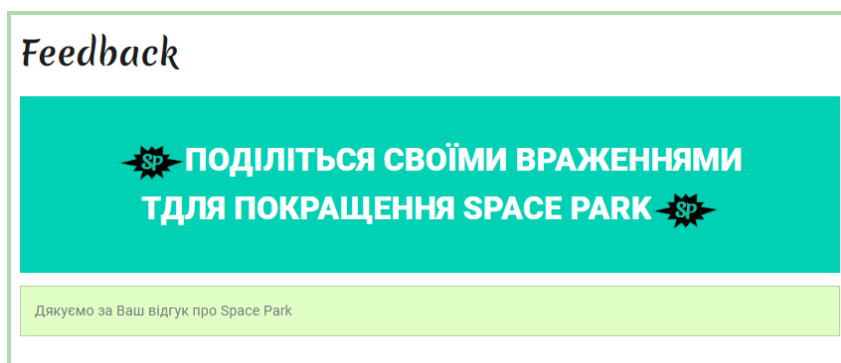 Feedback
SP ПОДІЛІТЬСЯ СВОЇМИ ВРАЖЕННЯМИ
ТДЛЯ ПОКРАЩЕННЯ SPACE PARK SP
Дякуємо за Ваш відгук про Space Park